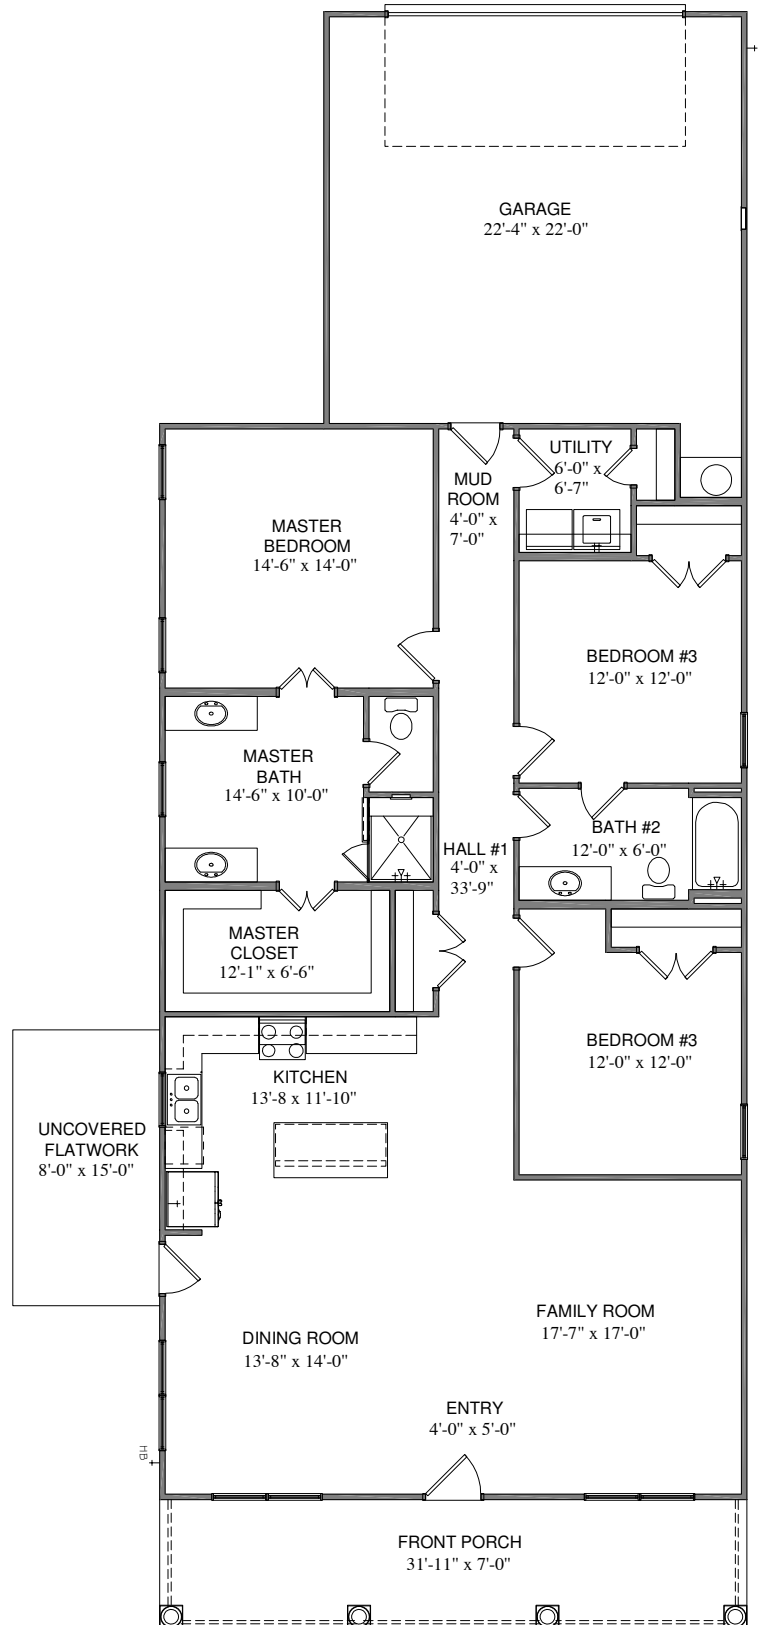 GARAGE
22'-4" x 22'-0"
UTILITY
6'-0" x
6'-7"
MUD
ROOM
4'-0" x
7'-0"
MASTER
BEDROOM
14'-6" x 14'-0"
BEDROOM #3
12'-0" x 12'-0"
MASTER
BATH
14'-6" x 10'-0"
BATH #2
12'-0" x 6'-0"
HALL #1
4'-0" x
33'-9"
MASTER
CLOSET
12'-1" x 6'-6"
BEDROOM #3
12'-0" x 12'-0"
KITCHEN
13'-8 x 11'-10"
UNCOVERED
FLATWORK
8'-0" x 15'-0"
FAMILY ROOM
17'-7" x 17'-0"
DINING ROOM
13'-8" x 14'-0"
ENTRY
4'-0" x 5'-0"
HB
FRONT PORCH
31'-11" x 7'-0"